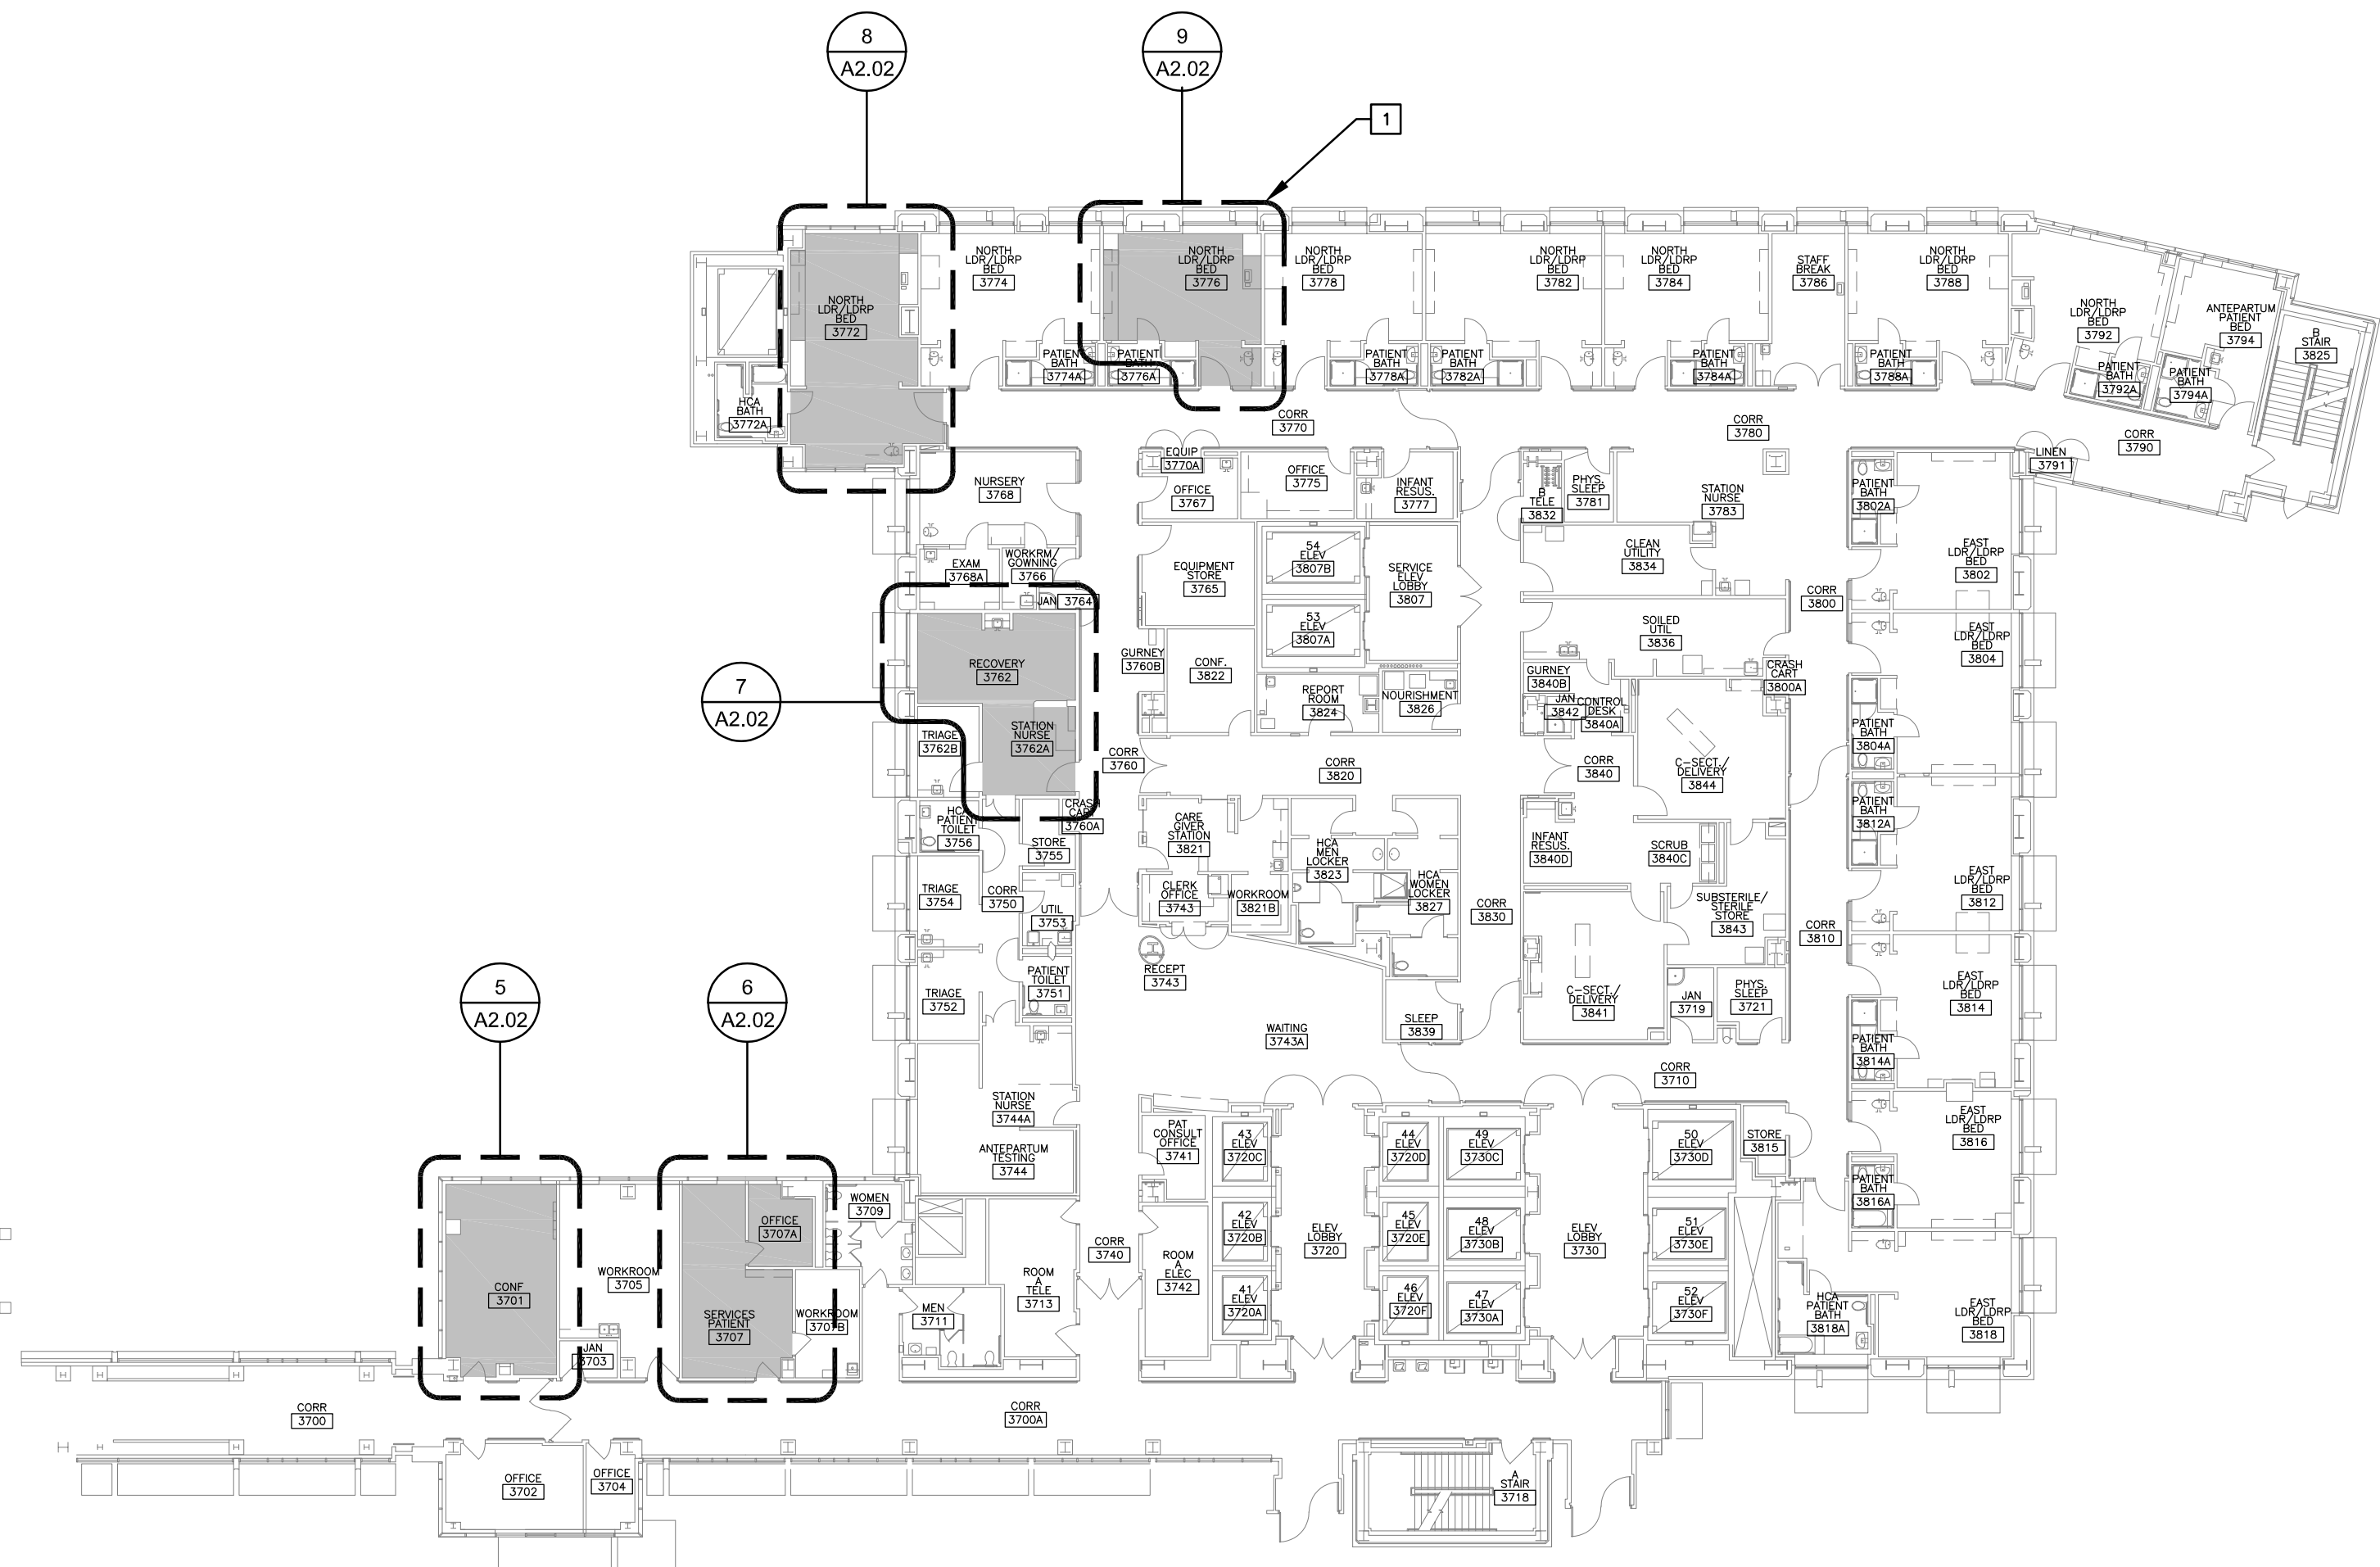 8
A2.02
9
A2.02
1
NORTH
LDR/LDRP
BED
3772
NORTH
LDR/LDRP
BED
3774
NORTH
LDR/LDRP
BED
3776
NORTH
LDR/LDRP
BED
3778
NORTH
LDR/LDRP
BED
3782
NORTH
LDR/LDRP
BED
3784
STAFF
BREAK
3786
NORTH
LDR/LDRP
BED
3788
NORTH
LDR/LDRP
BED
3792
ANTEPARTUM
PATIENT
BED
3794
B
STAIR
3825
HCA
BATH
3772A
PATIENT
BATH
3774A
PATIENT
BATH
3776A
PATIENT
BATH
3778A
PATIENT
BATH
3782A
PATIENT
BATH
3784A
PATIENT
BATH
3788A
PATIENT
BATH
3792A
PATIENT
BATH
3794A
CORR
3770
CORR
3780
CORR
3790
LINEN
3791
NURSERY
3768
EQUIP
3770A
OFFICE
3767
OFFICE
3775
INFANT
RESUS.
3777
B
TELE
3832
PHYS.
SLEEP
3781
STATION
NURSE
3783
PATIENT
BATH
3802A
EXAM
3768A
WORKRM/
GOWNING
3766
JAN 3764
EQUIPMENT
STORE
3765
54
ELEV
3807B
53
ELEV
3807A
SERVICE
ELEV
LOBBY
3807
CLEAN
UTILITY
3834
EAST
LDR/LDRP
BED
3802
CORR
3800
7
A2.02
RECOVERY
3762
STATION
NURSE
3762A
TRIAGE
3762B
GURNEY
3760B
CONF.
3822
REPORT
ROOM
3824
NOURISHMENT
3826
SOILED
UTIL
3836
GURNEY
3840B
JAN
3842
CONTROL
DESK
3840A
CRASH
CART
3800A
EAST
LDR/LDRP
BED
3804
PATIENT
BATH
3804A
CORR
3760
CORR
3820
CORR
3840
C-SECT./
DELIVERY
3844
HCA
PATIENT
TOILET
3756
CRASH
CART
3760A
STORE
3755
CARE
GIVER
STATION
3821
HCA
MEN
LOCKER
3823
INFANT
RESUS.
3840D
SCRUB
3840C
PATIENT
BATH
3812A
EAST
LDR/LDRP
BED
3812
TRIAGE
3754
CORR
3750
UTIL
3753
CLERK
OFFICE
3743
WORKROOM
3821B
HCA
WOMEN
LOCKER
3827
CORR
3830
SUBSTERILE/
STERILE
STORE
3843
CORR
3810
5
A2.02
6
A2.02
TRIAGE
3752
PATIENT
TOILET
3751
RECEPT
3743
WAITING
3743A
SLEEP
3839
C-SECT./
DELIVERY
3841
JAN
3719
PHYS.
SLEEP
3721
EAST
LDR/LDRP
BED
3814
PATIENT
BATH
3814A
CORR
3710
STATION
NURSE
3744A
ANTEPARTUM
TESTING
3744
PAT
CONSULT
OFFICE
3741
43
ELEV
3720C
44
ELEV
3720D
49
ELEV
3730C
50
ELEV
3730D
STORE
3815
EAST
LDR/LDRP
BED
3816
PATIENT
BATH
3816A
WOMEN
3709
OFFICE
3707A
42
ELEV
3720B
ELEV
LOBBY
3720
45
ELEV
3720E
48
ELEV
3730B
ELEV
LOBBY
3730
51
ELEV
3730E
CONF
3701
WORKROOM
3705
SERVICES
PATIENT
3707
WORKROOM
3707B
MEN
3711
ROOM
A
TELE
3713
CORR
3740
ROOM
A
ELEC
3742
41
ELEV
3720A
46
ELEV
3720F
47
ELEV
3730A
52
ELEV
3730F
HCA
PATIENT
BATH
3818A
EAST
LDR/LDRP
BED
3818
JAN
3703
CORR
3700
CORR
3700A
OFFICE
3702
OFFICE
3704
A
STAIR
3718